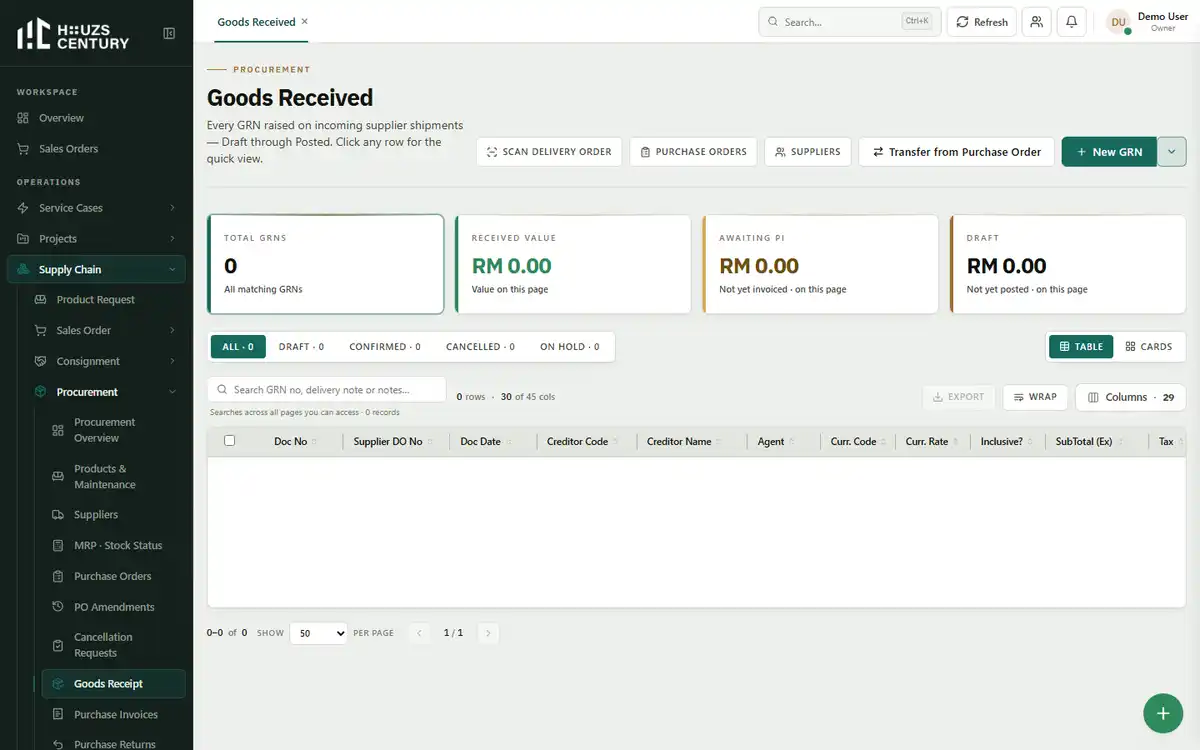 HOUZS
CENTURY
WORKSPACE
Overview
Sales Orders
OPERATIONS
Service Cases
Projects
Supply Chain
Product Request
Sales Order
Consignment
Procurement
Procurement
Overview
Products &
Maintenance
Suppliers
MRP · Stock Status
Purchase Orders
PO Amendments
Cancellation
Requests
Goods Receipt
Purchase Invoices
Purchase Returns
Goods Received ×
Search... Ctrl+K
Refresh
DU
Demo User
Owner
PROCUREMENT
Goods Received
Every GRN raised on incoming supplier shipments
— Draft through Posted. Click any row for the
quick view.
SCAN DELIVERY ORDER
PURCHASE ORDERS
SUPPLIERS
Transfer from Purchase Order
+ New GRN
TOTAL GRNS
0
All matching GRNs
RECEIVED VALUE
RM 0.00
Value on this page
AWAITING PI
RM 0.00
Not yet invoiced · on this page
DRAFT
RM 0.00
Not yet posted · on this page
ALL · 0 DRAFT · 0 CONFIRMED · 0 CANCELLED · 0 ON HOLD · 0
TABLE CARDS
Search GRN no, delivery note or notes...
0 rows · 30 of 45 cols
Searches across all pages you can access · 0 records
EXPORT
WRAP
Columns · 29
Doc No Supplier DO No Doc Date Creditor Code Creditor Name Agent Curr. Code Curr. Rate Inclusive? SubTotal (Ex) Tax
0–0 of 0 SHOW 50 PER PAGE 1 / 1
+